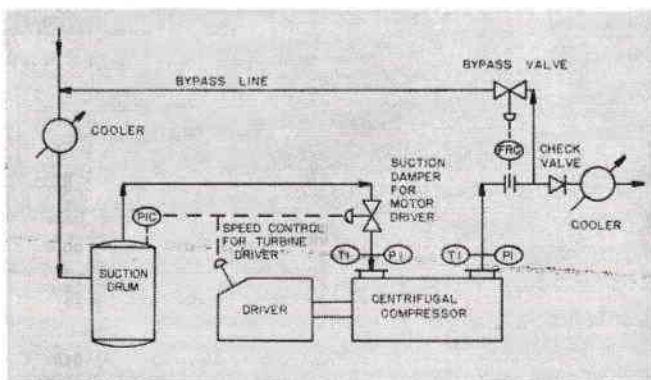 BYPASS LINE
BYPASS VALVE
COOLER
FRC
CHECK
VALVE
SUCTION
DAMPER
FOR
MOTOR
DRIVER
PIC
SPEED CONTROL
FOR TURBINE
DRIVER
COOLER
TI
PI
TI
PI
SUCTION
DRUM
DRIVER
CENTRIFUGAL
COMPRESSOR